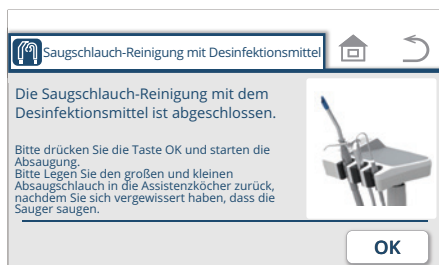 Saugschlauch-Reinigung mit Desinfektionsmittel
Die Saugschlauch-Reinigung mit dem
Desinfektionsmittel ist abgeschlossen.
Bitte drücken Sie die Taste OK und starten die
Absaugung.
Bitte Legen Sie den großen und kleinen
Absaugschlauch in die Assistenzköcher zurück,
nachdem Sie sich vergewissert haben, dass die
Sauger saugen.
OK